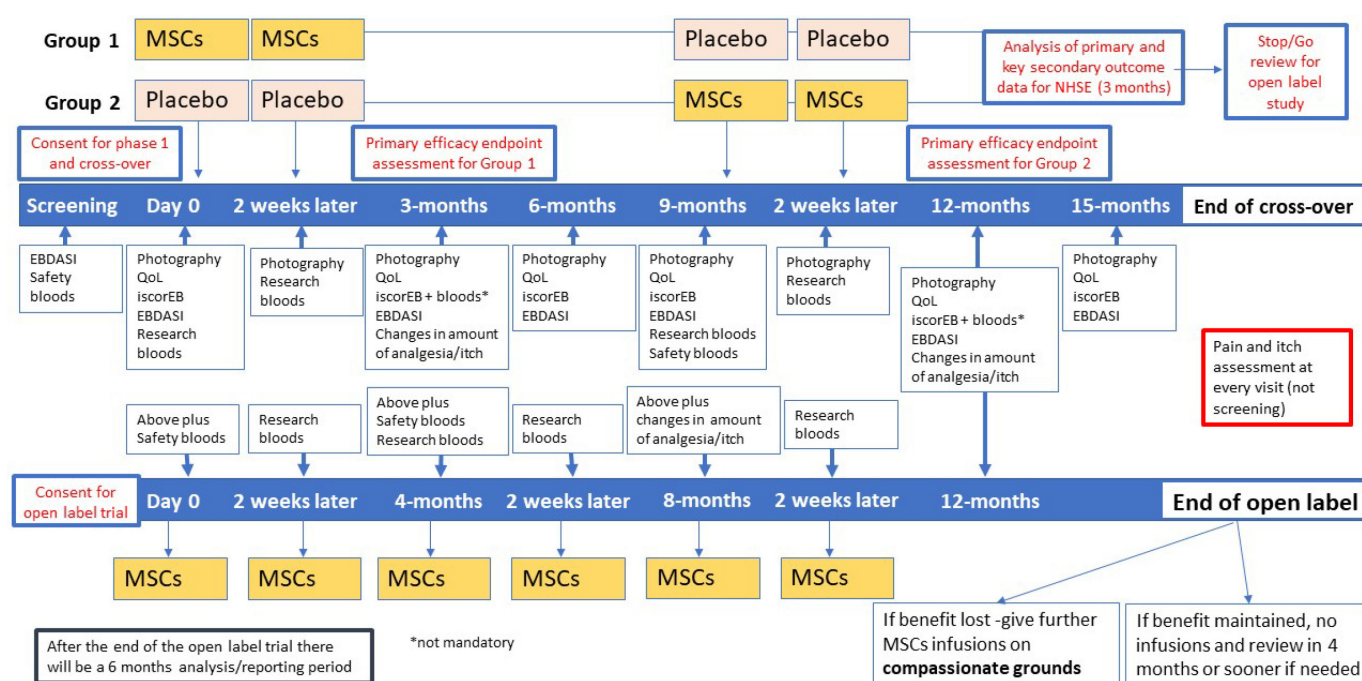 Group 1
MSCs
MSCs
Placebo
Placebo
Analysis of primary and
key secondary outcome
data for NHSE (3 months)
Stop/Go
review for
open label
study
Group 2
Placebo
Placebo
MSCs
MSCs
Consent for phase 1
and cross-over
Primary efficacy endpoint
assessment for Group 1
Primary efficacy endpoint
assessment for Group 2
Screening
Day 0
2 weeks later
3-months
6-months
9-months
2 weeks later
12-months
15-months
End of cross-over
EBDASI
Safety
bloods
Photography
QoL
iscorEB
EBDASI
Research
bloods
Photography
Research
bloods
Photography
QoL
iscorEB + bloods*
EBDASI
Changes in amount
of analgesia/itch
Photography
QoL
iscorEB
EBDASI
Photography
QoL
iscorEB
EBDASI
Research bloods
Safety bloods
Photography
Research
bloods
Photography
QoL
iscorEB + bloods*
EBDASI
Changes in amount
of analgesia/itch
Photography
QoL
iscorEB
EBDASI
Pain and itch
assessment at
every visit (not
screening)
Above plus
Safety bloods
Research
bloods
Above plus
Safety bloods
Research bloods
Research
bloods
Above plus
changes in amount
of analgesia/itch
Research
bloods
Consent for
open label trial
Day 0
2 weeks later
4-months
2 weeks later
8-months
2 weeks later
12-months
End of open label
MSCs
MSCs
MSCs
MSCs
MSCs
MSCs
If benefit lost -give further
MSCs infusions on
compassionate grounds
If benefit maintained, no
infusions and review in 4
months or sooner if needed
After the end of the open label trial there
will be a 6 months analysis/reporting period
*not mandatory